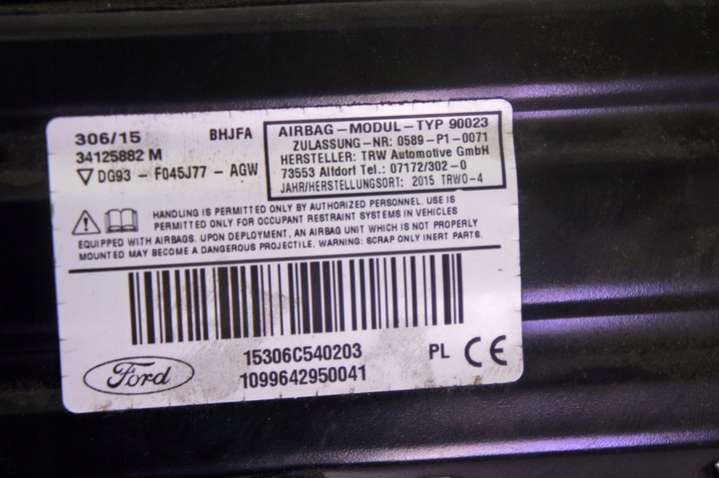 306/15 BHJFA
34125882 M
DG93 - F045J77 - AGW
AIRBAG-MODUL-TYP 90023
ZULASSUNG-NR: 0589-P1-0071
HERSTELLER: TRW Automotive GmbH
73553 Alfdorf Tel.: 07172/302-0
JAHR/HERSTELLUNGSORT: 2015 TRWO-4
HANDLING IS PERMITTED ONLY BY AUTHORIZED PERSONNEL. USE IS
PERMITTED ONLY FOR OCCUPANT RESTRAINT SYSTEMS IN VEHICLES
EQUIPPED WITH AIRBAGS. UPON DEPLOYMENT, AN AIRBAG UNIT WHICH IS NOT PROPERLY
MOUNTED MAY BECOME A DANGEROUS PROJECTILE. WARNING: SCRAP ONLY INERT PARTS.
15306C540203 PL CE
Ford 1099642950041